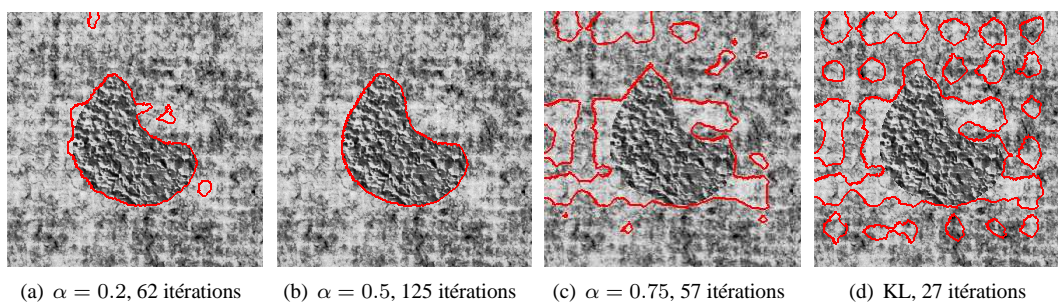 (a) α = 0.2, 62 itérations (b) α = 0.5, 125 itérations (c) α = 0.75, 57 itérations (d) KL, 27 itérations